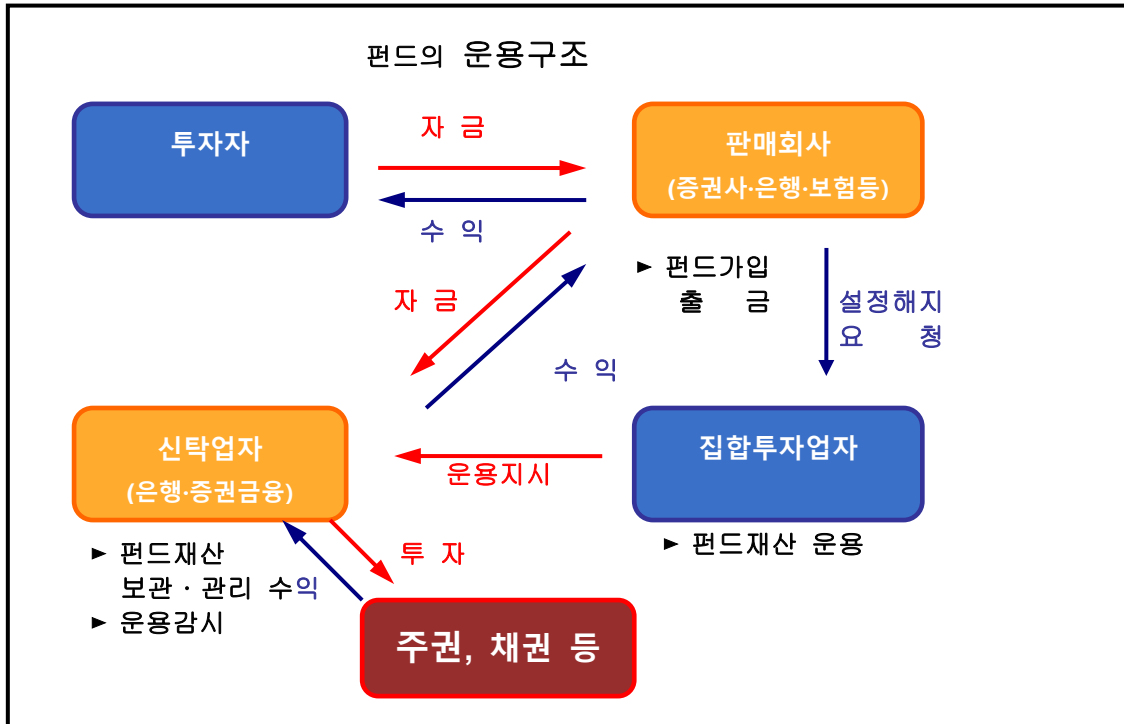 펀드의 운용구조
투자자
자 금
판매회사
(증권사·은행·보험등)
수 익
► 펀드가입
출 금
자 금
설정해지
요 청
수 익
신탁업자
(은행·증권금융)
운용지시
집합투자업자
► 펀드재산
보관·관리 수익
► 운용감시
투 자
► 펀드재산 운용
주권, 채권 등